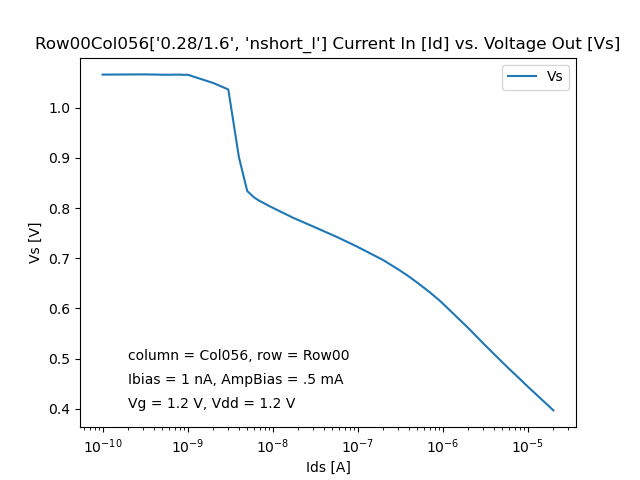 Row00Col056['0.28/1.6', 'nshort_l'] Current In [Id] vs. Voltage Out [Vs]
Vs
1.0
0.9
0.8
0.7
0.6
0.5
0.4
Vs [V]
column = Col056, row = Row00
Ibias = 1 nA, AmpBias = .5 mA
Vg = 1.2 V, Vdd = 1.2 V
10⁻¹⁰ 10⁻⁹ 10⁻⁸ 10⁻⁷ 10⁻⁶ 10⁻⁵
Ids [A]